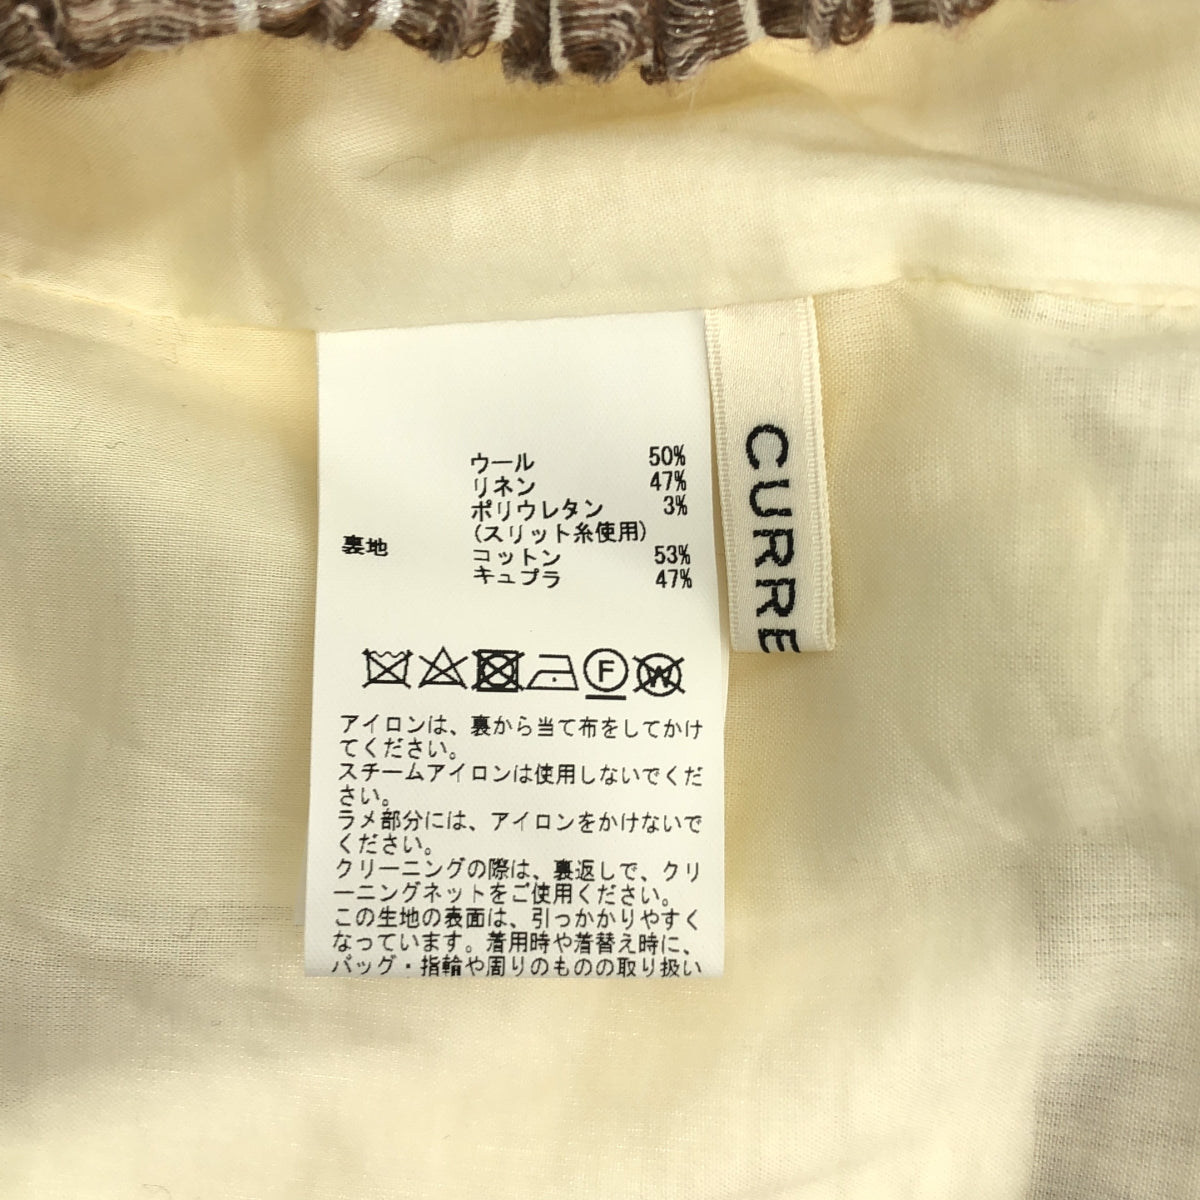 ウール 50%
リネン 47%
ポリウレタン 3%
(スリット糸使用)
裏地 コットン 53%
キュプラ 47%
F W
アイロンは、裏から当て布をしてかけ
てください。
スチームアイロンは使用しないでくだ
さい。
ラメ部分には、アイロンをかけないで
ください。
クリーニングの際は、裏返しで、クリ
ーニングネットをご使用ください。
この生地の表面は、引っかかりやすく
なっています。着用時や着替え時に、
バッグ・指輪や周りのものの取り扱い
CURRE